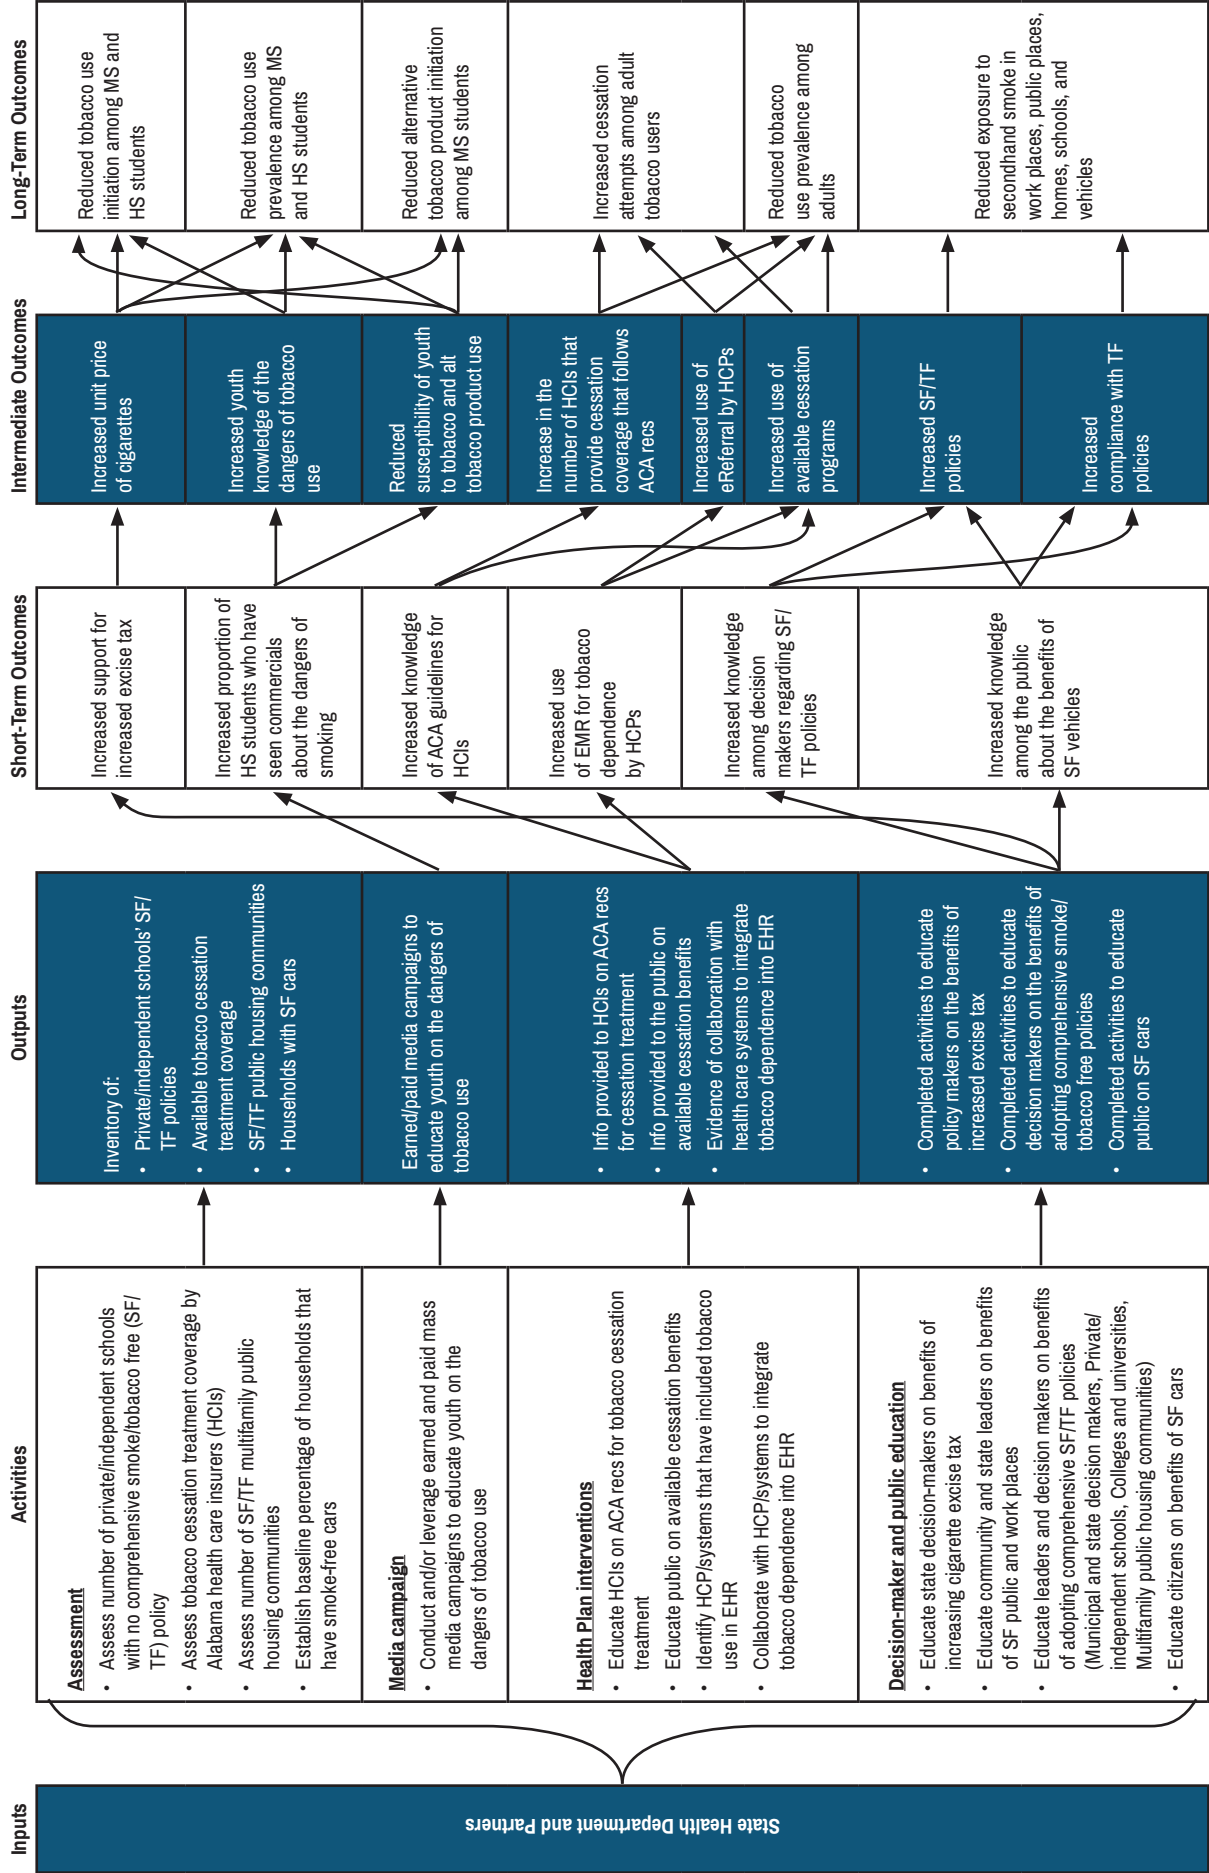 Inputs
State Health Department and Partners
Activities
Assessment
• Assess number of private/independent schools
with no comprehensive smoke/tobacco free (SF/
TF) policy
• Assess tobacco cessation treatment coverage by
Alabama health care insurers (HCIs)
• Assess number of SF/TF multifamily public
housing communities
• Establish baseline percentage of households that
have smoke-free cars
Media campaign
• Conduct and/or leverage earned and paid mass
media campaigns to educate youth on the
dangers of tobacco use
Health Plan interventions
• Educate HCIs on ACA recs for tobacco cessation
treatment
• Educate public on available cessation benefits
• Identify HCP/systems that have included tobacco
use in EHR
• Collaborate with HCP/systems to integrate
tobacco dependence into EHR
Decision-maker and public education
• Educate state decision-makers on benefits of
increasing cigarette excise tax
• Educate community and state leaders on benefits
of SF public and work places
• Educate leaders and decision makers on benefits
of adopting comprehensive SF/TF policies
(Municipal and state decision makers, Private/
independent schools, Colleges and universities,
Multifamily public housing communities)
• Educate citizens on benefits of SF cars
Outputs
Inventory of:
• Private/independent schools' SF/
TF policies
• Available tobacco cessation
treatment coverage
• SF/TF public housing communities
• Households with SF cars
Earned/paid media campaigns to
educate youth on the dangers of
tobacco use
• Info provided to HCIs on ACA recs
for cessation treatment
• Info provided to the public on
available cessation benefits
• Evidence of collaboration with
health care systems to integrate
tobacco dependence into EHR
• Completed activities to educate
policy makers on the benefits of
increased excise tax
• Completed activities to educate
decision makers on the benefits of
adopting comprehensive smoke/
tobacco free policies
• Completed activities to educate
public on SF cars
Short-Term Outcomes
Increased support for
increased excise tax
Increased proportion of
HS students who have
seen commercials
about the dangers of
smoking
Increased knowledge
of ACA guidelines for
HCIs
Increased use
of EMR for tobacco
dependence
by HCPs
Increased knowledge
among decision
makers regarding SF/
TF policies
Increased knowledge
among the public
about the benefits of
SF vehicles
Intermediate Outcomes
Increased unit price
of cigarettes
Increased youth
knowledge of the
dangers of tobacco
use
Reduced
susceptibility of youth
to tobacco and alt
tobacco product use
Increase in the
number of HCIs that
provide cessation
coverage that follows
ACA recs
Increased use of
eReferral by HCPs
Increased use of
available cessation
programs
Increased SF/TF
policies
Increased
compliance with TF
policies
Long-Term Outcomes
Reduced tobacco use
initiation among MS and
HS students
Reduced tobacco use
prevalence among MS
and HS students
Reduced alternative
tobacco product initiation
among MS students
Increased cessation
attempts among adult
tobacco users
Reduced tobacco
use prevalence among
adults
Reduced exposure to
secondhand smoke in
work places, public places,
homes, schools, and
vehicles